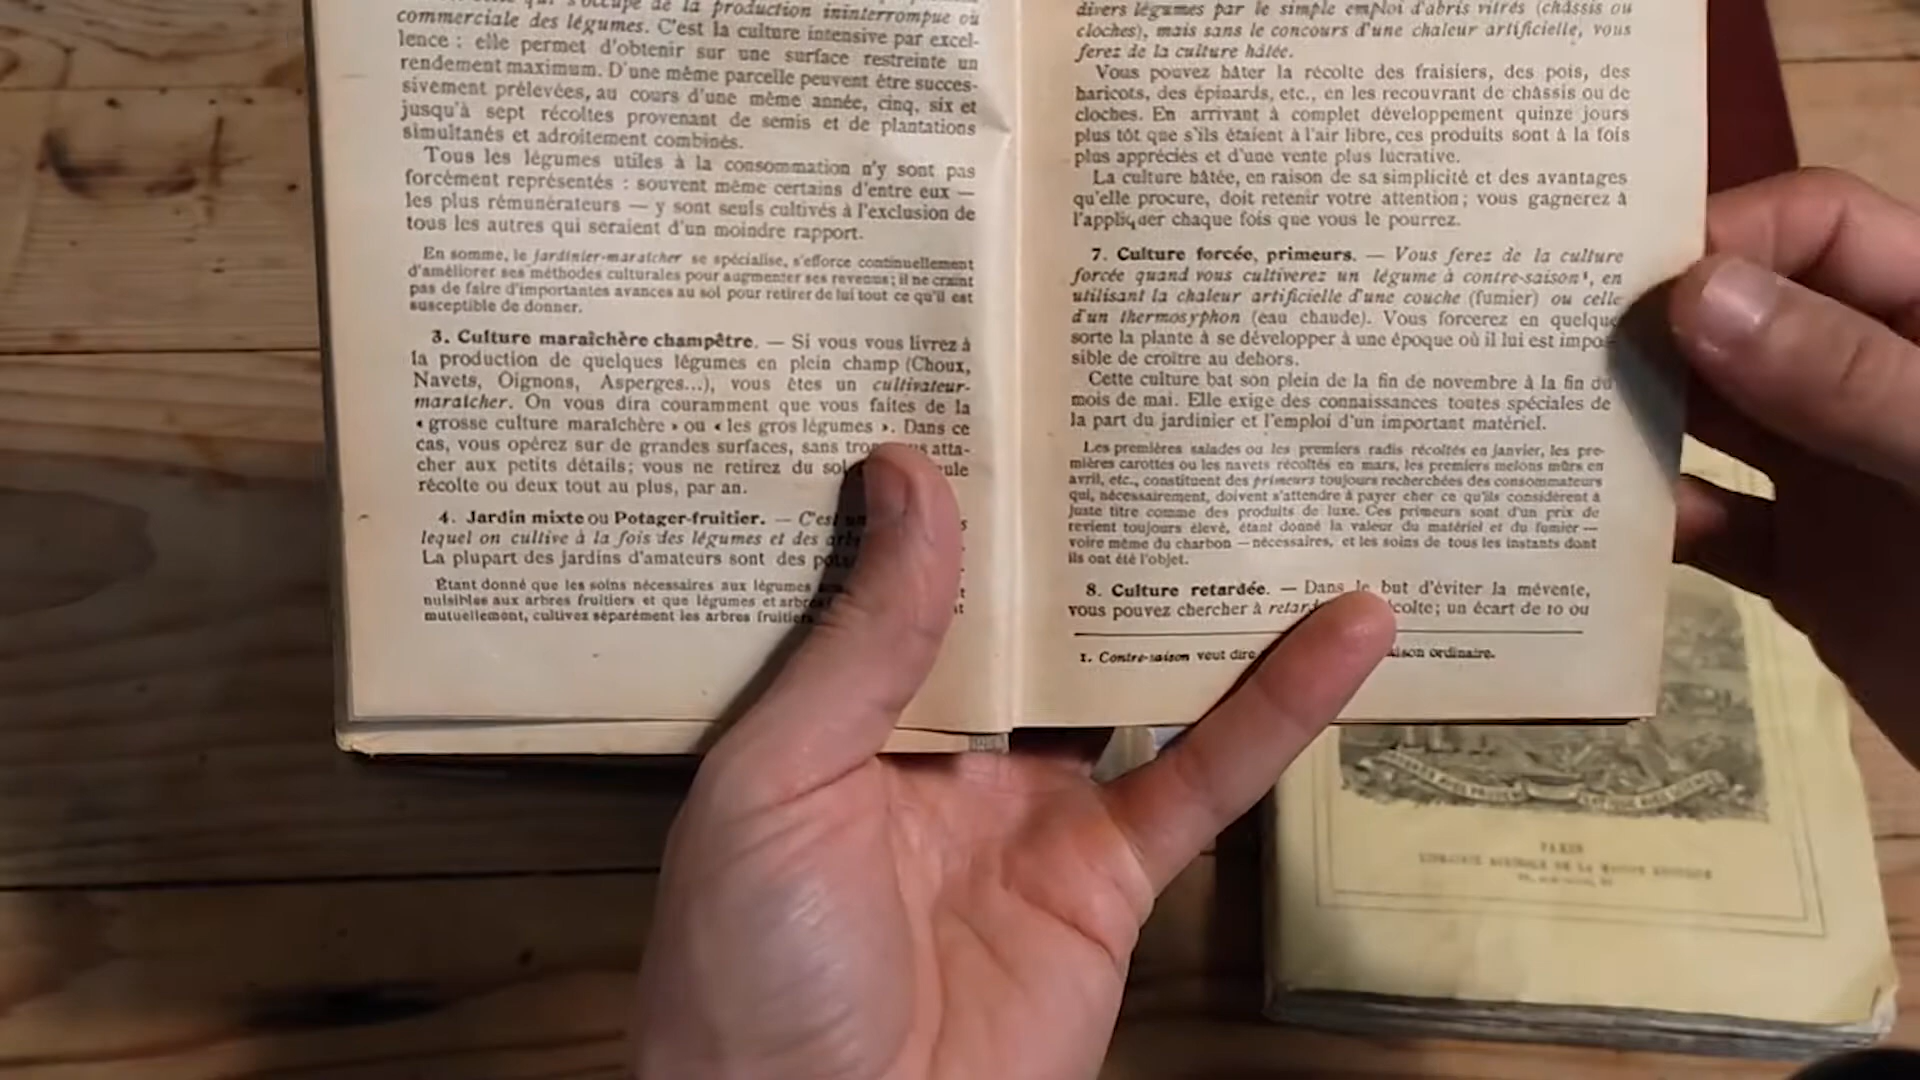 qui s'occupe de la production ininterrompue ou
commerciale des légumes. C'est la culture intensive par excel-
lence : elle permet d'obtenir sur une surface restreinte un
rendement maximum. D'une même parcelle peuvent être succes-
sivement prélevées, au cours d'une même année, cinq, six et
jusqu'à sept récoltes provenant de semis et de plantations
simultanés et adroitement combinés.
Tous les légumes utiles à la consommation n'y sont pas
forcément représentés : souvent même certains d'entre eux —
les plus rémunérateurs — y sont seuls cultivés à l'exclusion de
tous les autres qui seraient d'un moindre rapport.
En somme, le jardinier-maraîcher se spécialise, s'efforce continuellement
d'améliorer ses méthodes culturales pour augmenter ses revenus; il ne craint
pas de faire d'importantes avances au sol pour retirer de lui tout ce qu'il est
susceptible de donner.
3. Culture maraîchère champêtre. — Si vous vous livrez à
la production de quelques légumes en plein champ (Choux,
Navets, Oignons, Asperges...), vous êtes un cultivateur-
maraîcher. On vous dira couramment que vous faites de la
« grosse culture maraîchère » ou « les gros légumes ». Dans ce
cas, vous opérez sur de grandes surfaces, sans atta-
cher aux petits détails; vous ne retirez du sol
récolte ou deux tout au plus, par an.
4. Jardin mixte ou Potager-fruitier. — C'est un
lequel on cultive à la fois des légumes et des
La plupart des jardins d'amateurs sont des
Étant donné que les soins nécessaires aux légumes
nuisibles aux arbres fruitiers et que légumes et
mutuellement, cultivez séparément les arbres
divers légumes par le simple emploi d'abris vitrés (châssis ou
cloches), mais sans le concours d'une chaleur artificielle, vous
ferez de la culture hâtée.
Vous pouvez hâter la récolte des fraisiers, des pois, des
haricots, des épinards, etc., en les recouvrant de châssis ou de
cloches. En arrivant à complet développement quinze jours
plus tôt que s'ils étaient à l'air libre, ces produits sont à la fois
plus appréciés et d'une vente plus lucrative.
La culture hâtée, en raison de sa simplicité et des avantages
qu'elle procure, doit retenir votre attention; vous gagnerez à
l'appliquer chaque fois que vous le pourrez.
7. Culture forcée, primeurs. — Vous ferez de la culture
forcée quand vous cultiverez un légume à contre-saison¹, en
utilisant la chaleur artificielle d'une couche (fumier) ou celle
d'un thermosyphon (eau chaude). Vous forcerez en quelque
sorte la plante à se développer à une époque où il lui est impos-
sible de croître au dehors.
Cette culture bat son plein de la fin de novembre à la fin du
mois de mai. Elle exige des connaissances toutes spéciales de
la part du jardinier et l'emploi d'un important matériel.
Les premières salades ou les premiers radis récoltés en janvier, les pre-
mières carottes ou les navets récoltés en mars, les premiers melons mûrs en
avril, etc., constituent des primeurs toujours recherchées des consommateurs
qui, nécessairement, doivent s'attendre à payer cher ce qu'ils considèrent à
juste titre comme des produits de luxe. Ces primeurs sont d'un prix de
revient toujours élevé, étant donné la valeur du matériel et du fumier —
voire même du charbon — nécessaires, et les soins de tous les instants dont
ils ont été l'objet.
8. Culture retardée. — Dans le but d'éviter la mévente,
vous pouvez chercher à un écart de 10 ou
1. Contre-saison veut dire ordinaire.
PARIS
LIBRAIRIE AGRICOLE DE LA MAISON RUSTIQUE